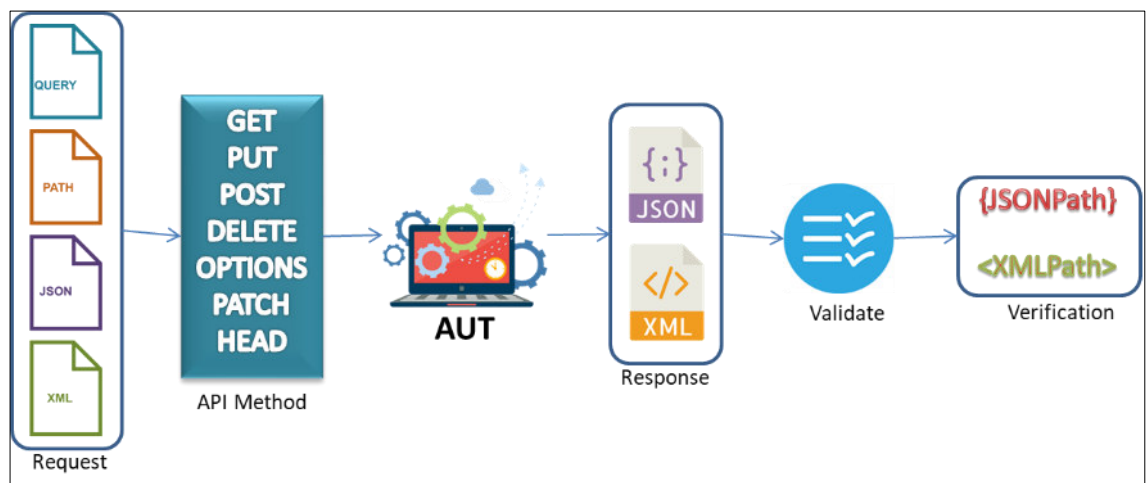 QUERY
PATH
JSON
XML
Request
GET
PUT
POST
DELETE
OPTIONS
PATCH
HEAD
API Method
AUT
{;}
JSON
</>
XML
Response
Validate
{JSONPath}
<XMLPath>
Verification